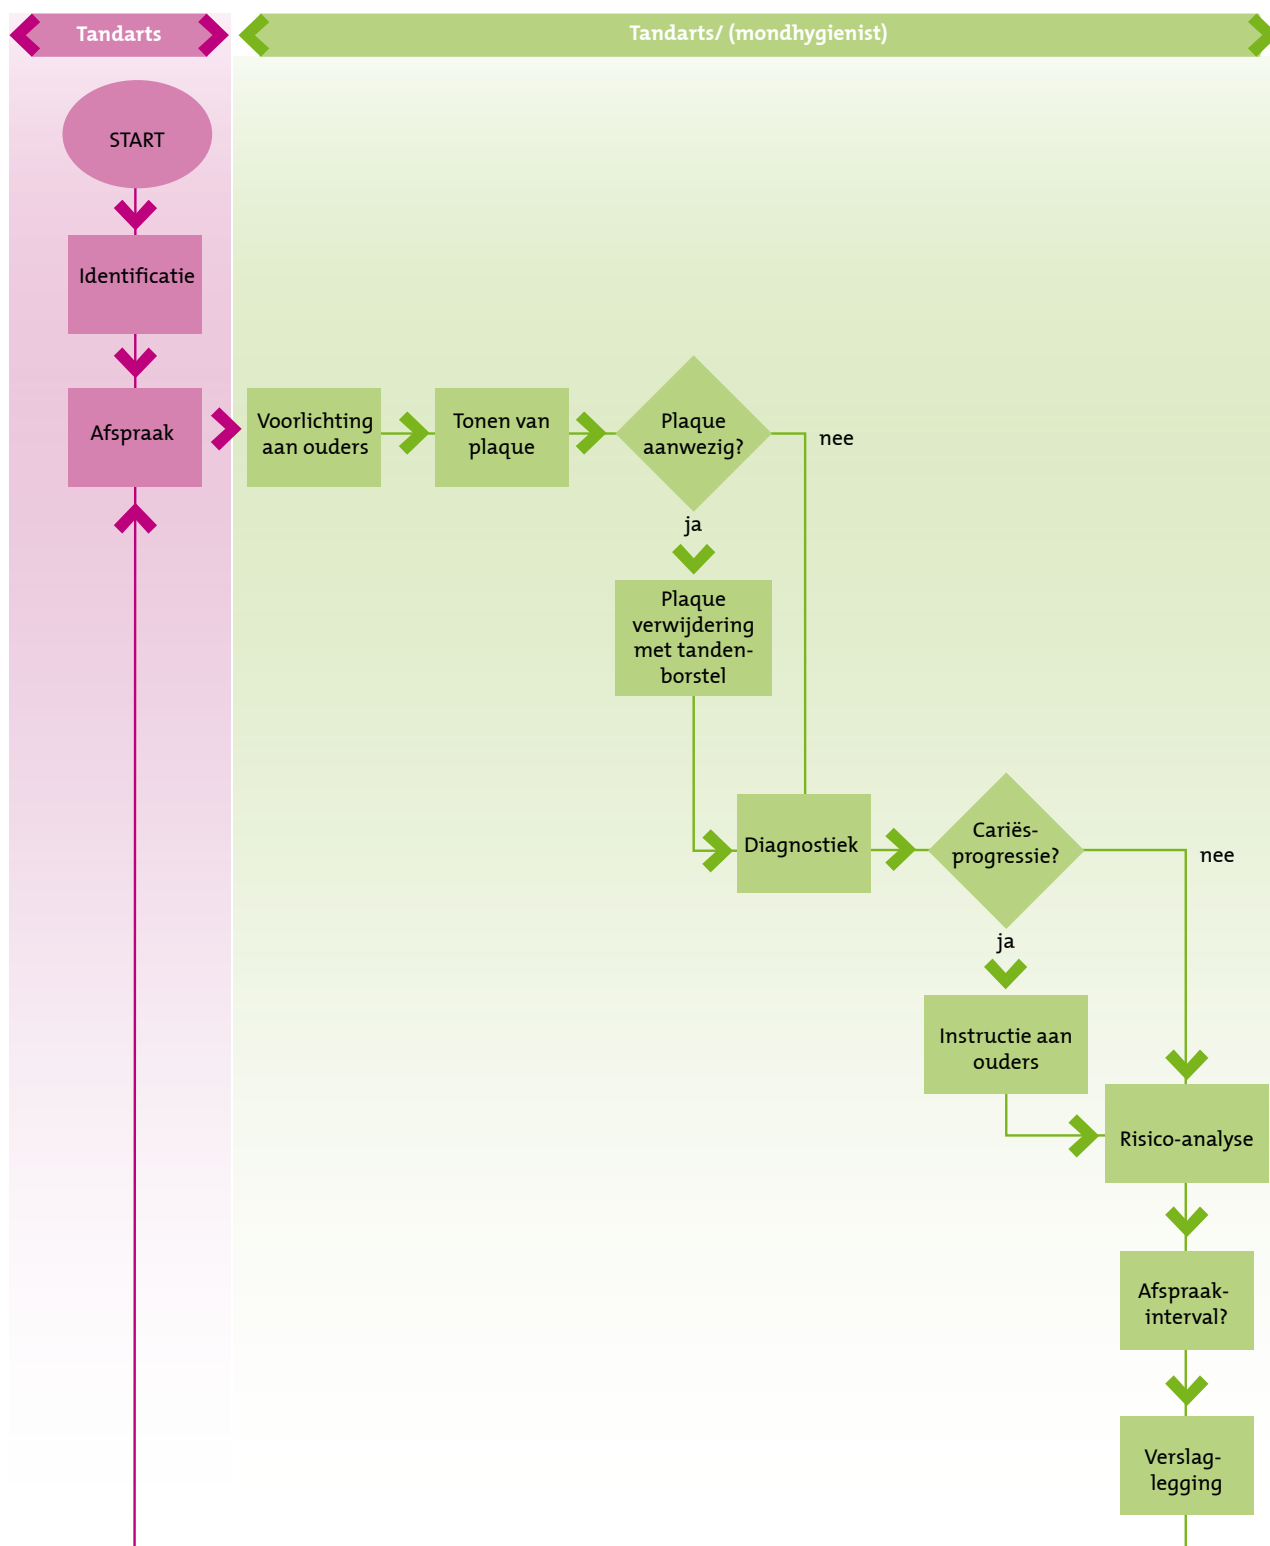 Tandarts
Tandarts/ (mondhygienist)
START
Identificatie
Afspraak
Voorlichting
aan ouders
Tonen van
plaque
Plaque
aanwezig?
nee
ja
Plaque
verwijdering
met tanden-
borstel
Diagnostiek
Cariës-
progressie?
nee
ja
Instructie aan
ouders
Risico-analyse
Afspraak-
interval?
Verslag-
legging